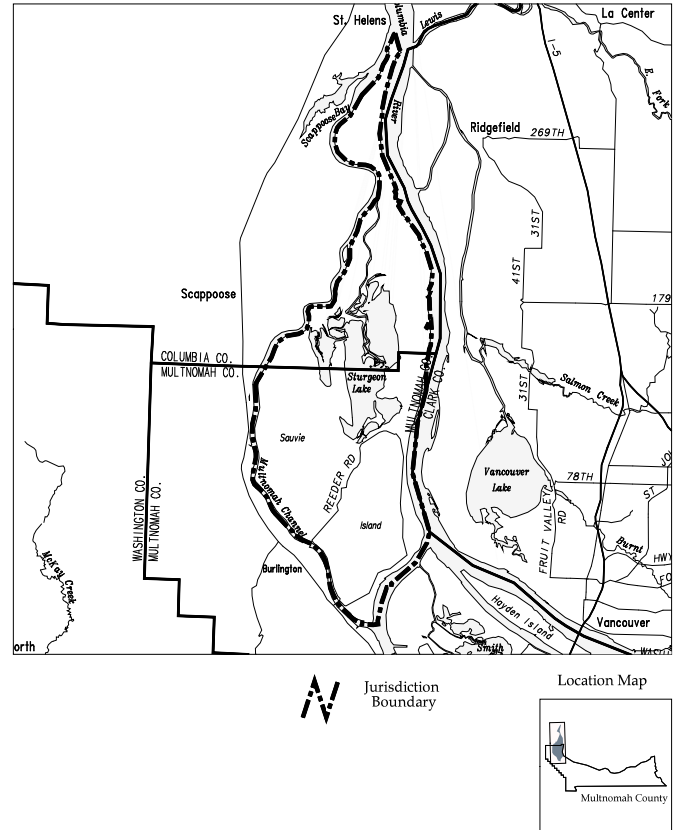 La Center
St. Helens
Lewis
I-5
E. Fork
River
Scappoose Bay
Ridgefield
269TH
31ST
41ST
Scappoose
179
COLUMBIA CO.
MULTNOMAH CO.
Sturgeon
Lake
MULTNOMAH CO.
CLARK CO.
31ST
Salmon Creek
Sauvie
REEDER RD
Vancouver
Lake
78TH
ST
WASHINGTON CO.
MULTNOMAH CO.
Multnomah Channel
Island
FRUIT VALLEY
RD
Burnt
HWY
McKay
Creek
Burlington
Hayden Island
Vancouver
Smith
orth
Jurisdiction
Boundary
Location Map
Multnomah County